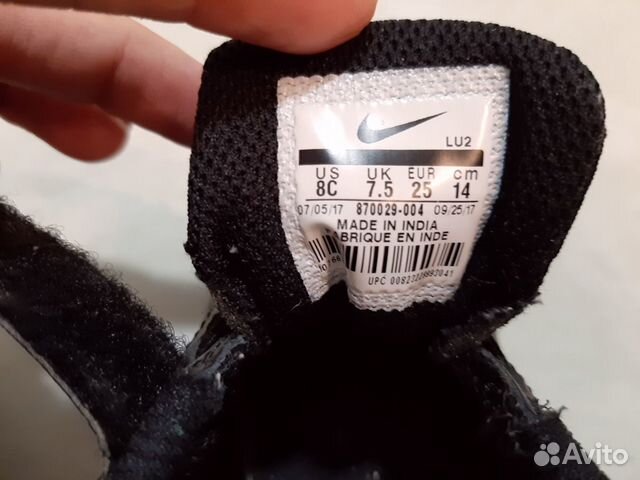 LU2
US UK EUR cm
8C 7.5 25 14
07/05/17 870029-004 09/25/17
MADE IN INDIA
FABRIQUE EN INDE
UPC
Avito